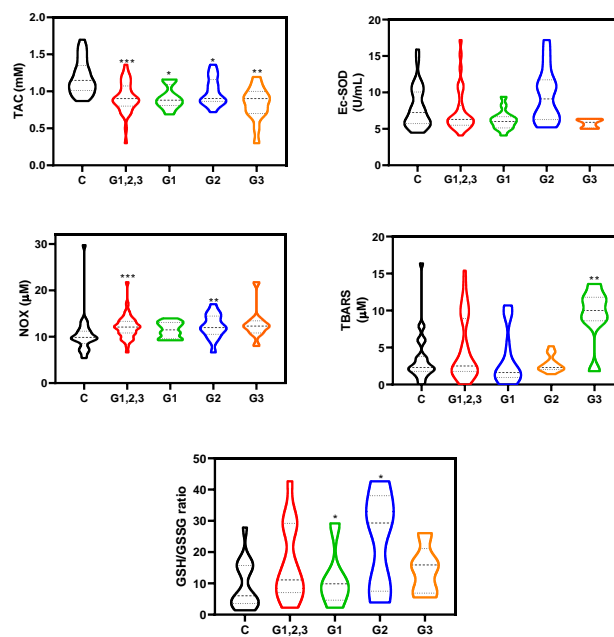 TAC (mM)
2.0
1.5
1.0
0.5
0.0
***
*
*
**
C G1,2,3 G1 G2 G3
Ec-SOD
(U/mL)
20
15
10
5
0
C G1,2,3 G1 G2 G3
NOX (μM)
30
20
10
0
***
**
C G1,2,3 G1 G2 G3
TBARS
(μM)
20
15
10
5
0
**
C G1,2,3 G1 G2 G3
GSH/GSSG ratio
50
40
30
20
10
0
*
*
C G1,2,3 G1 G2 G3